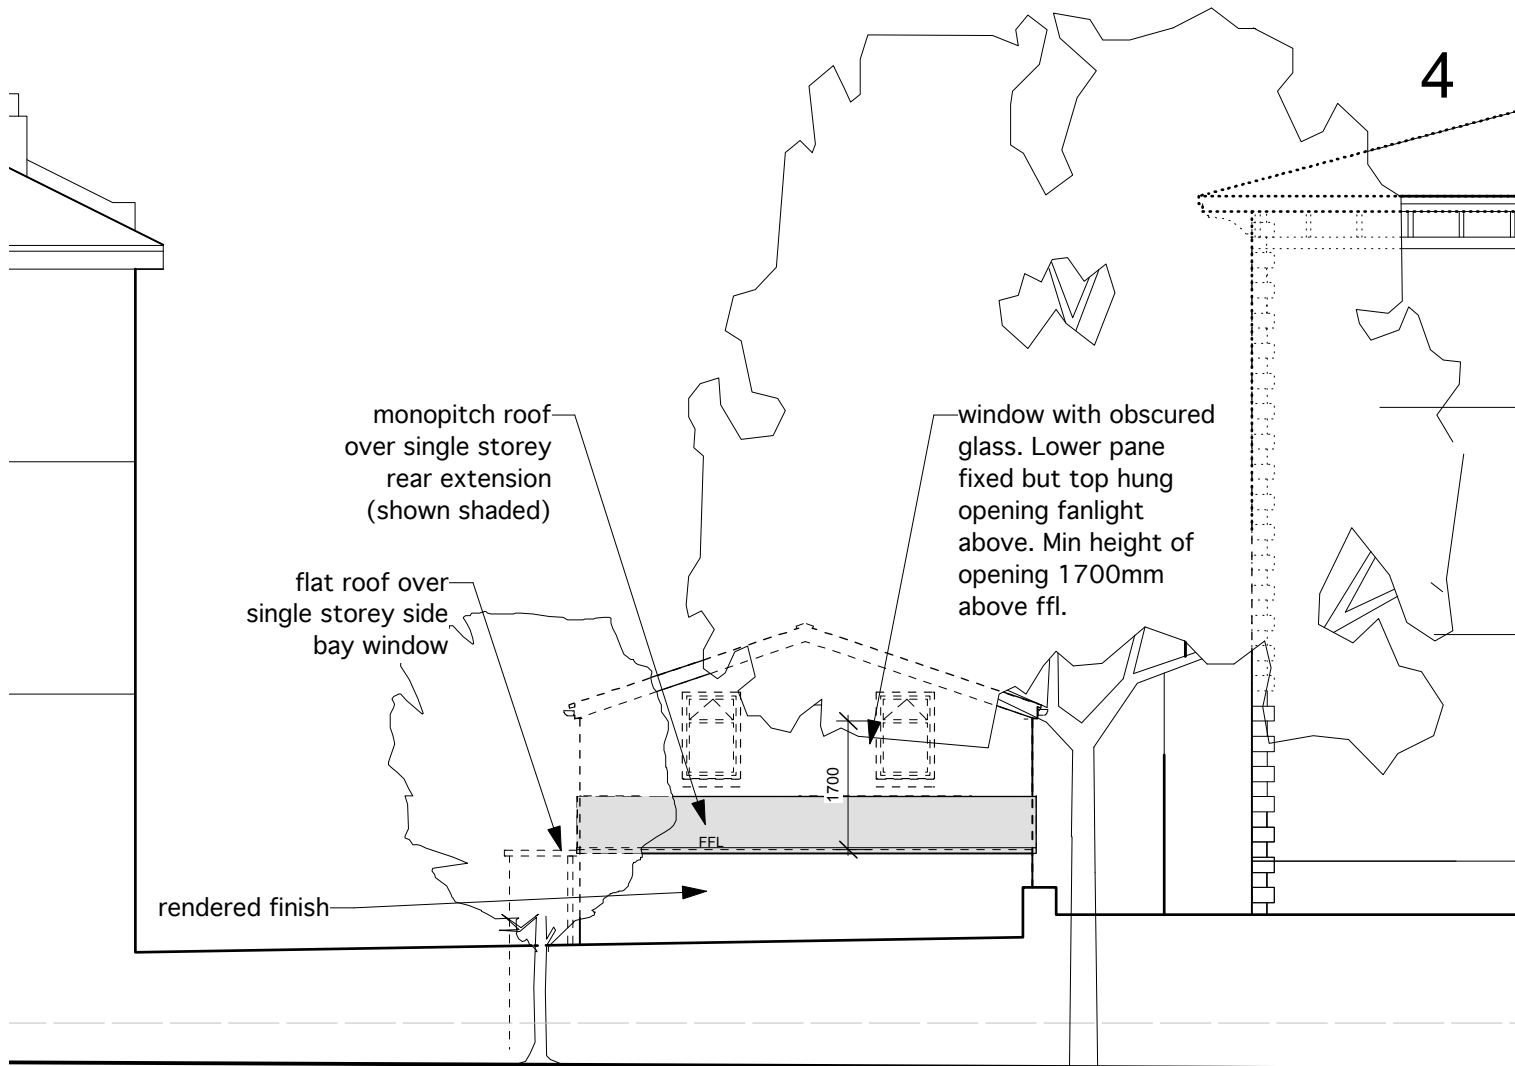 4
monopitch roof
over single storey
rear extension
(shown shaded)
window with obscured
glass. Lower pane
fixed but top hung
opening fanlight
above. Min height of
opening 1700mm
above ffl.
flat roof over
single storey side
bay window
1700
FFL
rendered finish